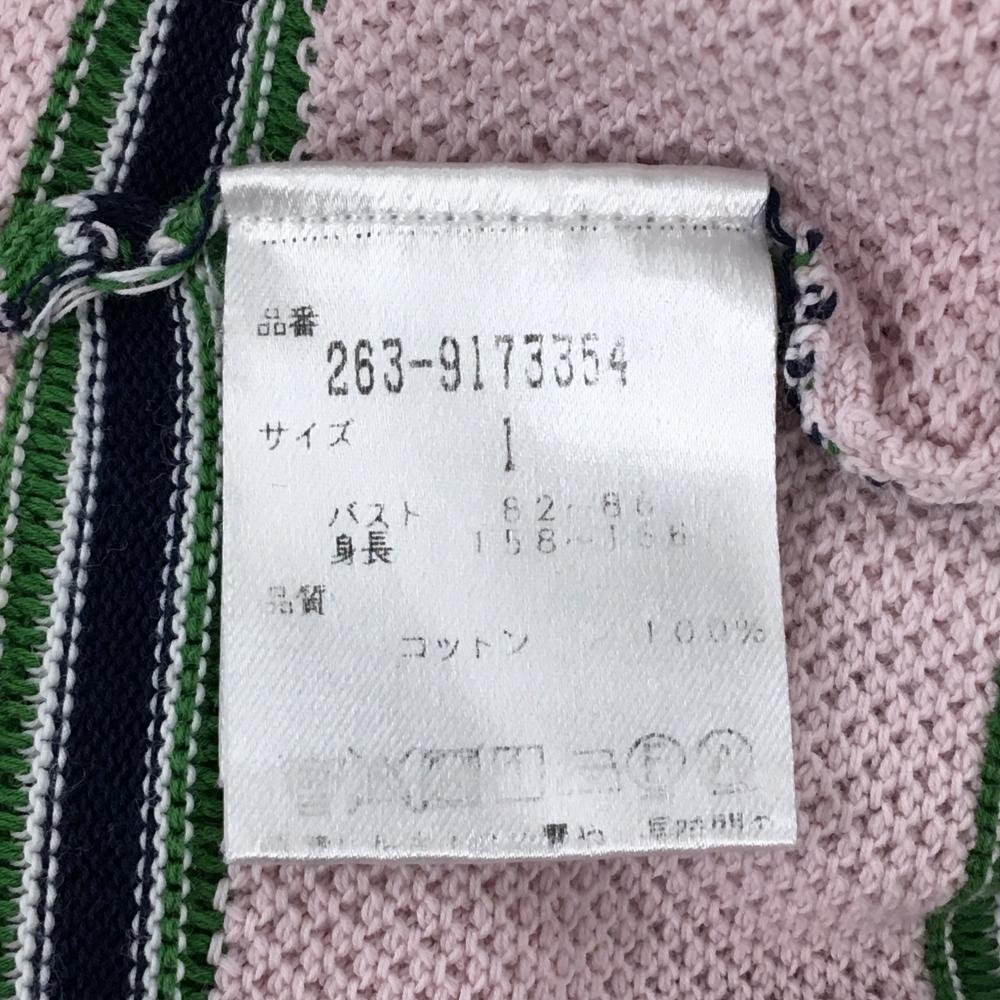 品番
263-9173354
サイズ 1
バスト 82~86
身長 158~166
品質
コットン 100%